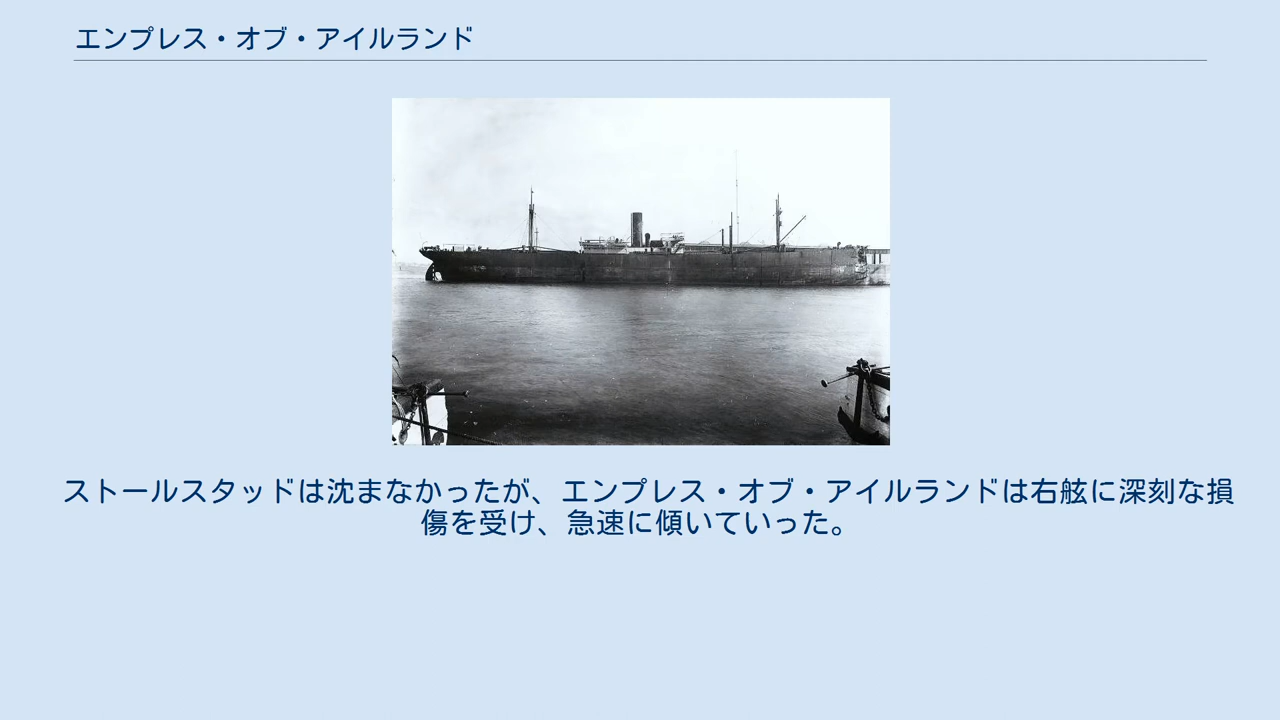 エンプレス・オブ・アイルランド
ストールスタッドは沈まなかったが、エンプレス・オブ・アイルランドは右舷に深刻な損
傷を受け、急速に傾いていった。